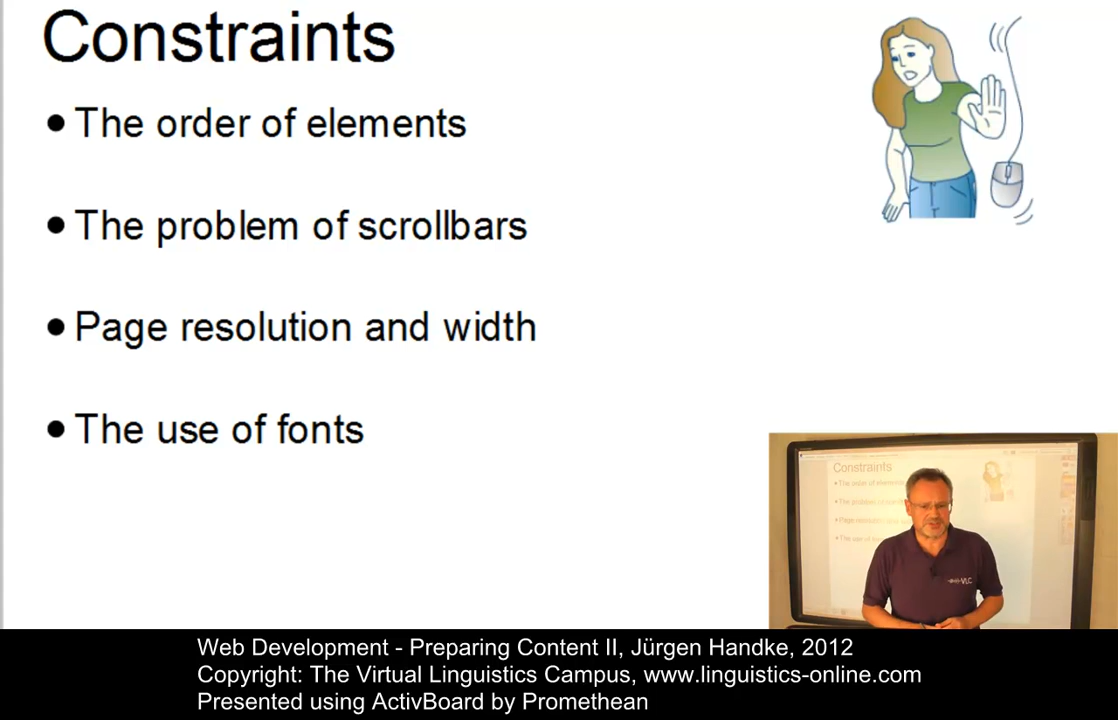 Constraints
• The order of elements
• The problem of scrollbars
• Page resolution and width
• The use of fonts
Constraints
VLC
Web Development - Preparing Content II, Jürgen Handke, 2012
Copyright: The Virtual Linguistics Campus, www.linguistics-online.com
Presented using ActivBoard by Promethean